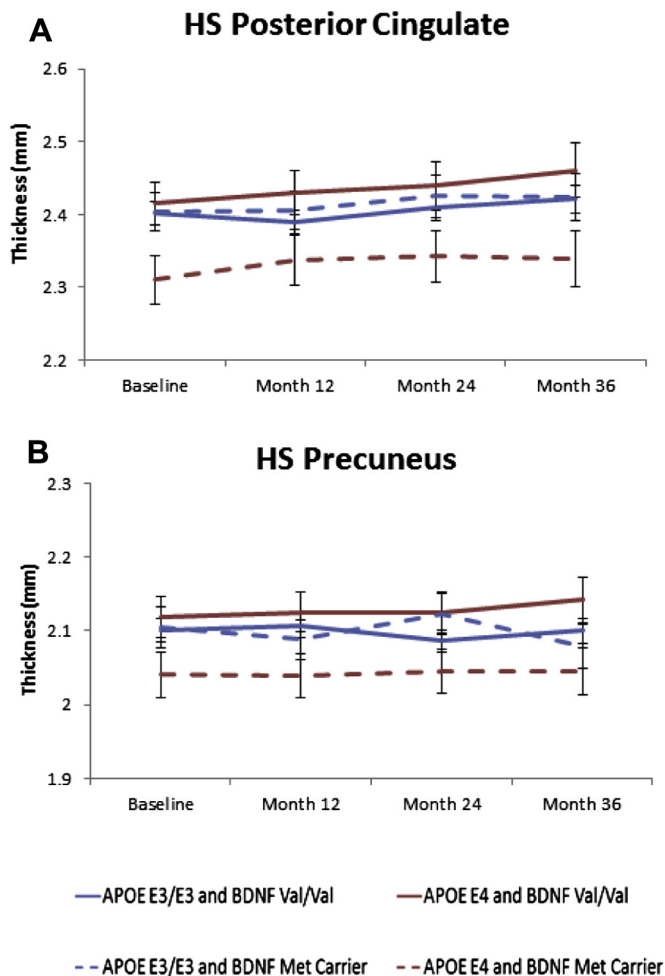 A
HS Posterior Cingulate
2.6
2.5
2.4
2.3
2.2
Thickness (mm)
Baseline Month 12 Month 24 Month 36
B
HS Precuneus
2.3
2.2
2.1
2
1.9
Thickness (mm)
Baseline Month 12 Month 24 Month 36
APOE E3/E3 and BDNF Val/Val APOE E4 and BDNF Val/Val
APOE E3/E3 and BDNF Met Carrier APOE E4 and BDNF Met Carrier